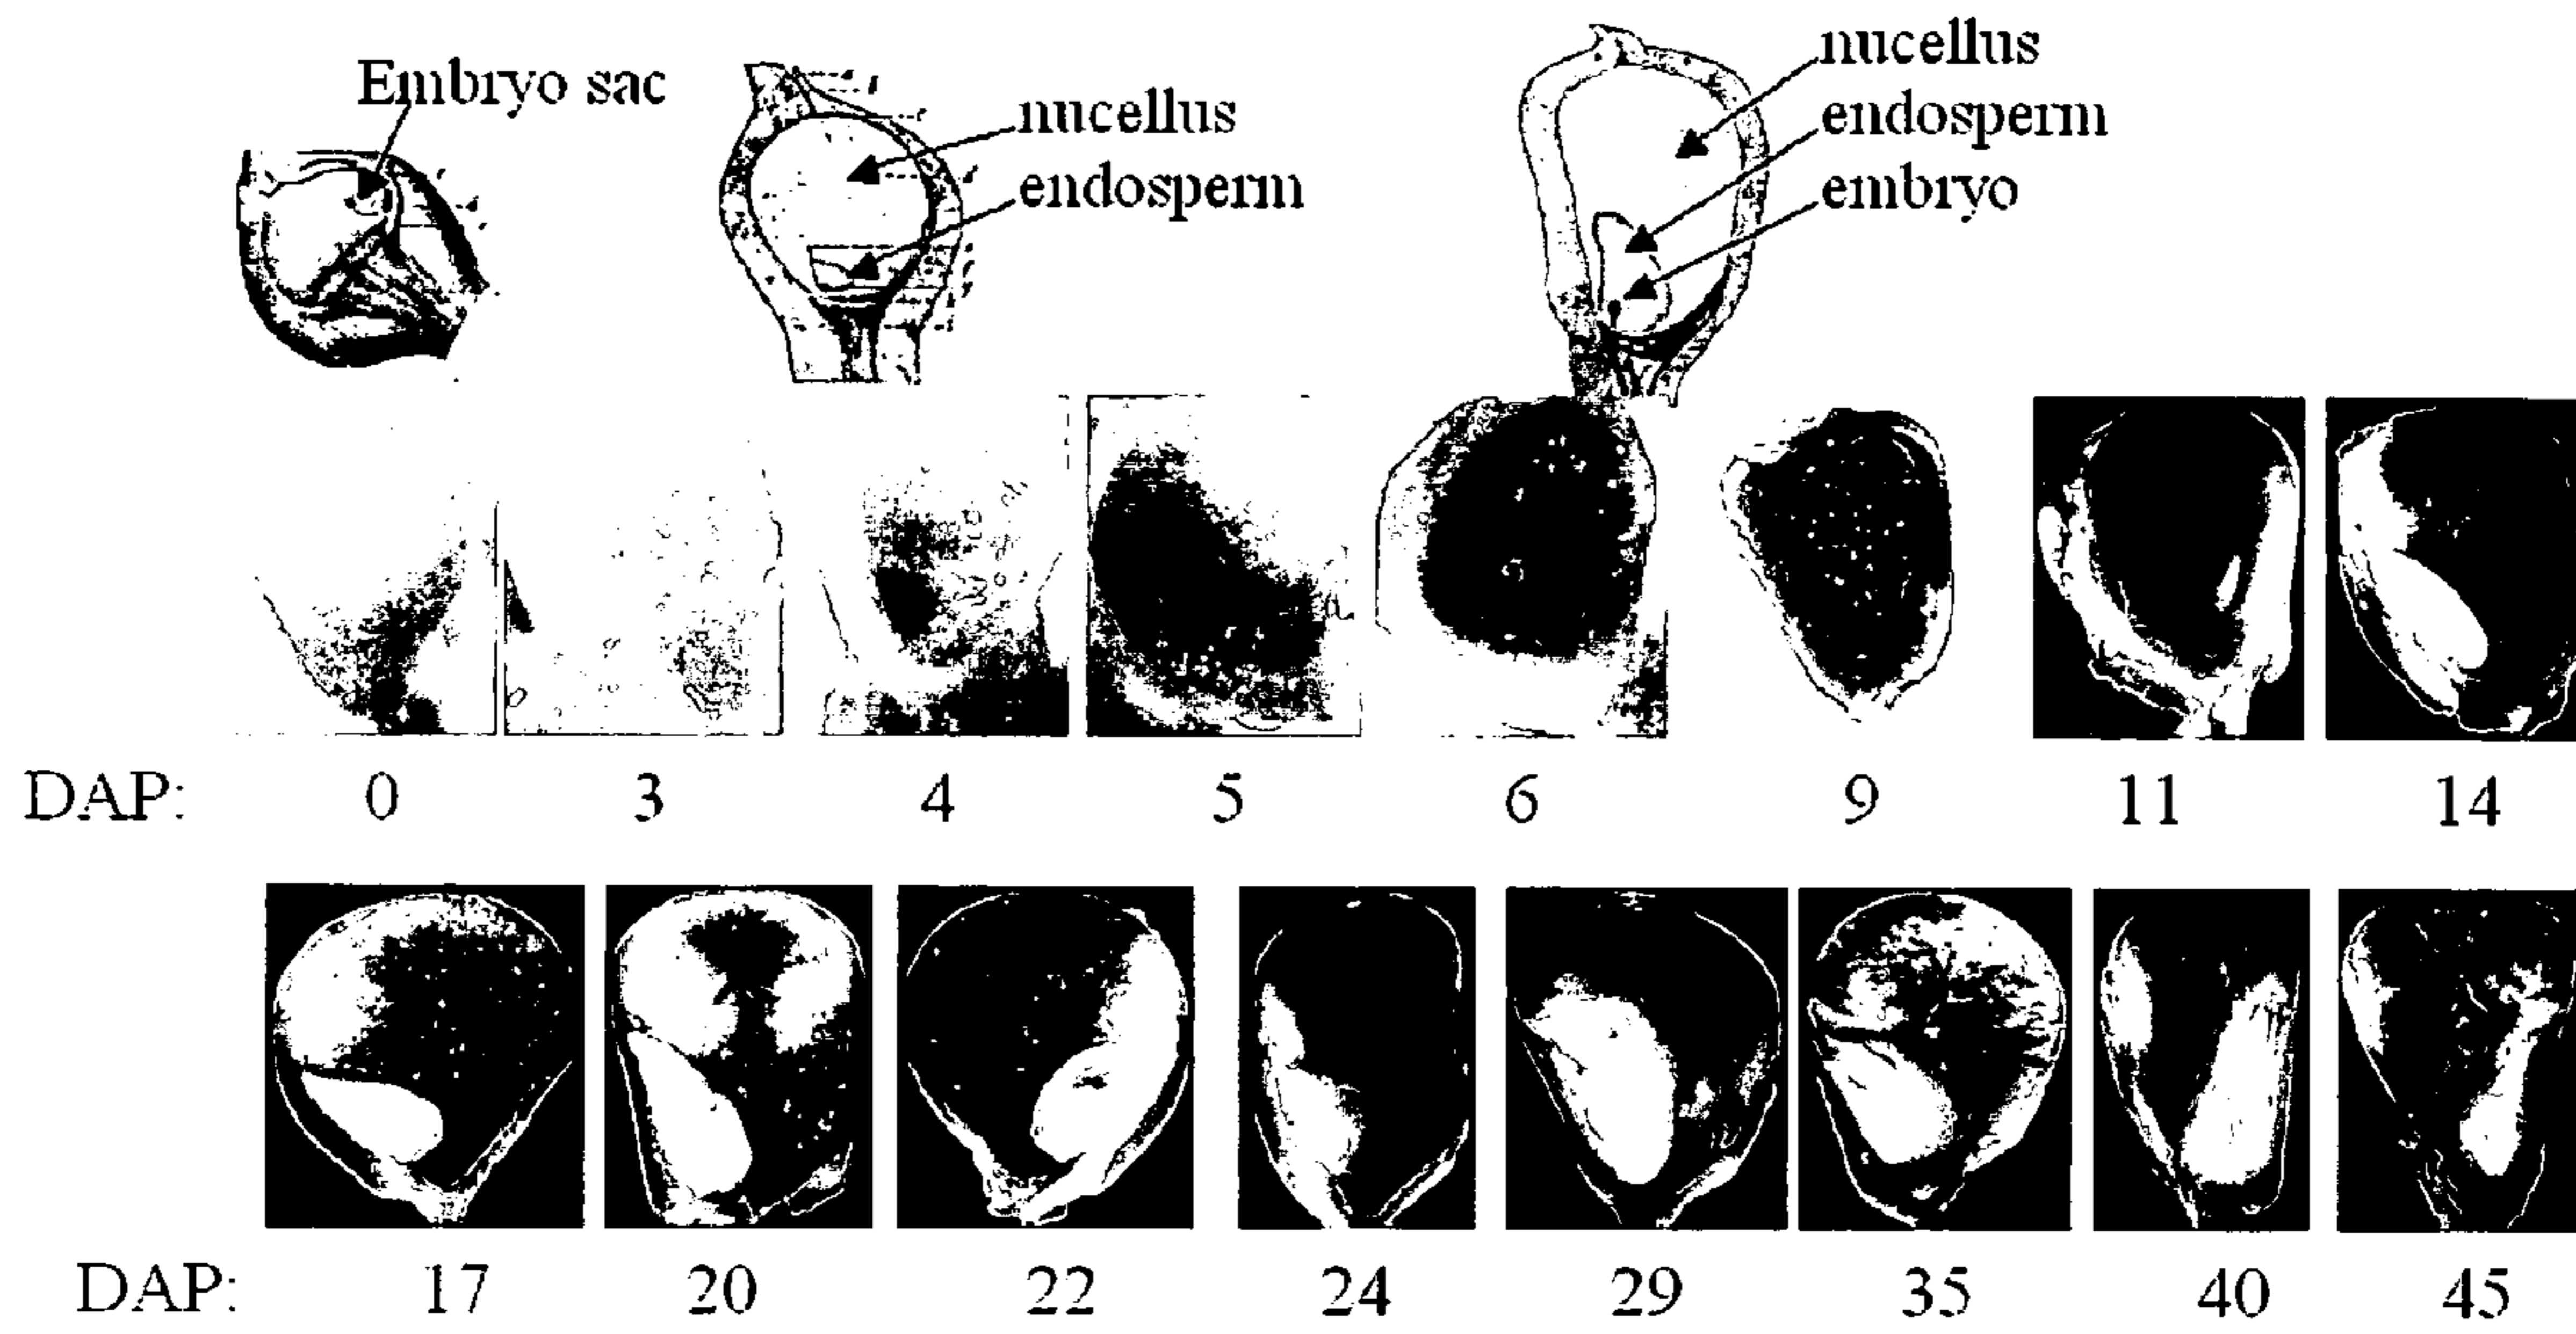 Embryo sac
nucellus
endosperm
nucellus
endosperm
embryo
DAP: 0 3 4 5 6 9 11 14
DAP: 17 20 22 24 29 35 40 45